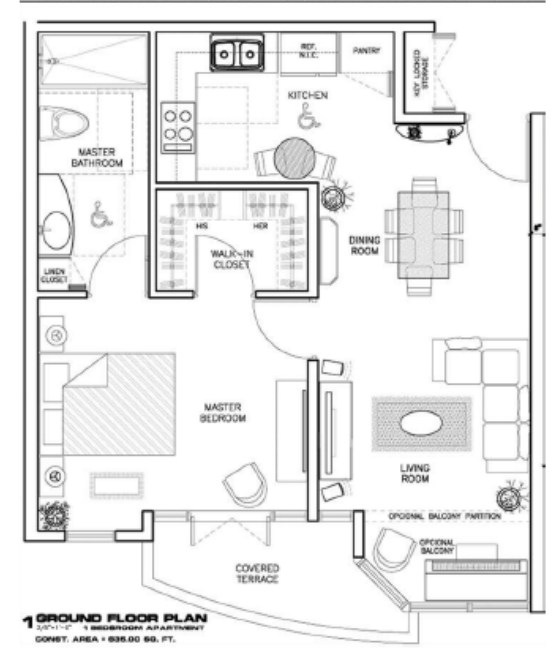 REF.
N.I.C.
PANTRY
KEY LOCKED
STORAGE
KITCHEN
MASTER
BATHROOM
HIS
HER
WALK-IN
CLOSET
DINING
ROOM
LINEN
CLOSET
MASTER
BEDROOM
LIVING
ROOM
OPTIONAL BALCONY PARTITION
OPTIONAL
BALCONY
COVERED
TERRACE
1 GROUND FLOOR PLAN
1 BEDROOM APARTMENT
CONST. AREA = 635.00 SQ. FT.